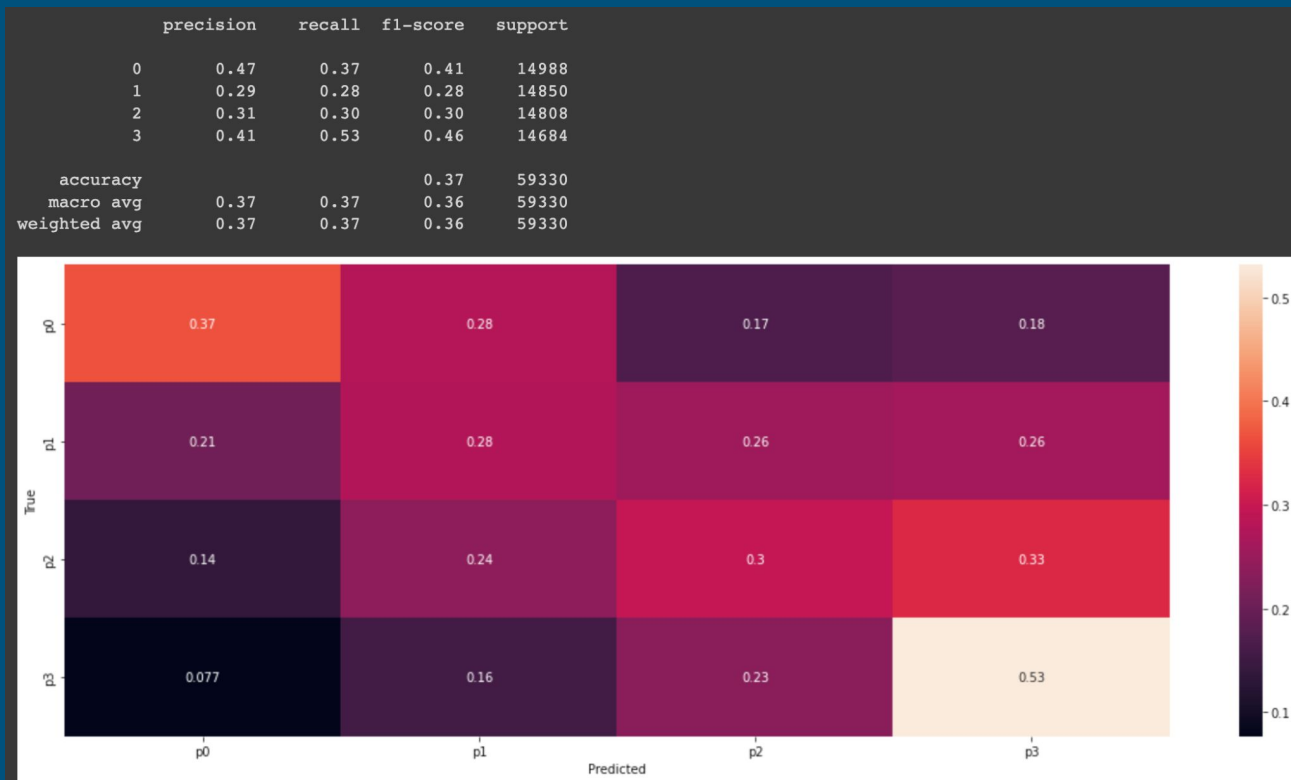 precision recall f1-score support
0 0.47 0.37 0.41 14988
1 0.29 0.28 0.28 14850
2 0.31 0.30 0.30 14808
3 0.41 0.53 0.46 14684
accuracy 0.37 59330
macro avg 0.37 0.37 0.36 59330
weighted avg 0.37 0.37 0.36 59330
p0 0.37 0.28 0.17 0.18
p1 0.21 0.28 0.26 0.26
p2 0.14 0.24 0.3 0.33
p3 0.077 0.16 0.23 0.53
True
p0 p1 p2 p3
Predicted
0.5
0.4
0.3
0.2
0.1